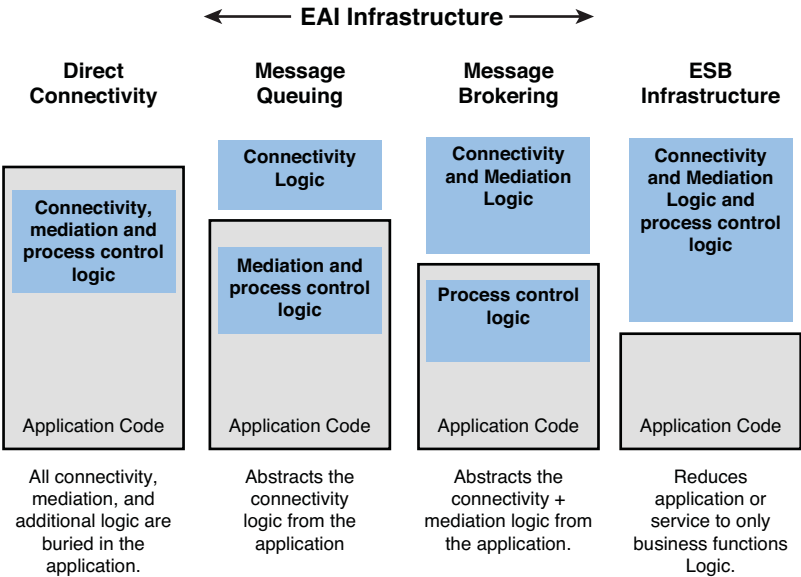 EAI Infrastructure
Direct
Connectivity
Message
Queuing
Message
Brokering
ESB
Infrastructure
Connectivity,
mediation and
process control
logic
Application Code
Connectivity
Logic
Mediation and
process control
logic
Application Code
Connectivity
and Mediation
Logic
Process control
logic
Application Code
Connectivity
and Mediation
Logic and
process control
logic
Application Code
All connectivity,
mediation, and
additional logic are
buried in the
application.
Abstracts the
connectivity
logic from the
application
Abstracts the
connectivity +
mediation logic from
the application.
Reduces
application or
service to only
business functions
Logic.